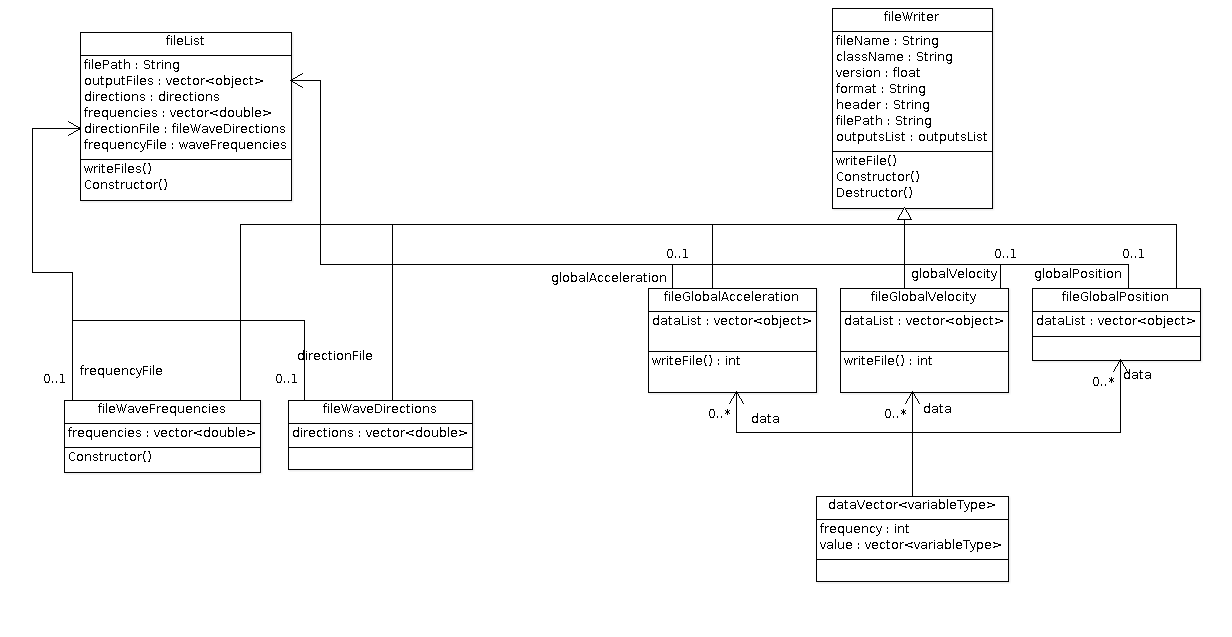 fileList
filePath : String
outputFiles : vector<object>
directions : directions
frequencies : vector<double>
directionFile : fileWaveDirections
frequencyFile : waveFrequencies
writeFiles()
Constructor()
fileWriter
fileName : String
className : String
version : float
format : String
header : String
filePath : String
outputsList : outputsList
writeFile()
Constructor()
Destructor()
0..1
0..1
0..1
globalAcceleration
globalVelocity
globalPosition
fileGlobalAcceleration
dataList : vector<object>
writeFile() : int
fileGlobalVelocity
dataList : vector<object>
writeFile() : int
fileGlobalPosition
dataList : vector<object>
directionFile
frequencyFile
0..1
0..1
fileWaveFrequencies
frequencies : vector<double>
Constructor()
fileWaveDirections
directions : vector<double>
0..*
data
0..*
data
0..*
data
dataVector<variableType>
frequency : int
value : vector<variableType>